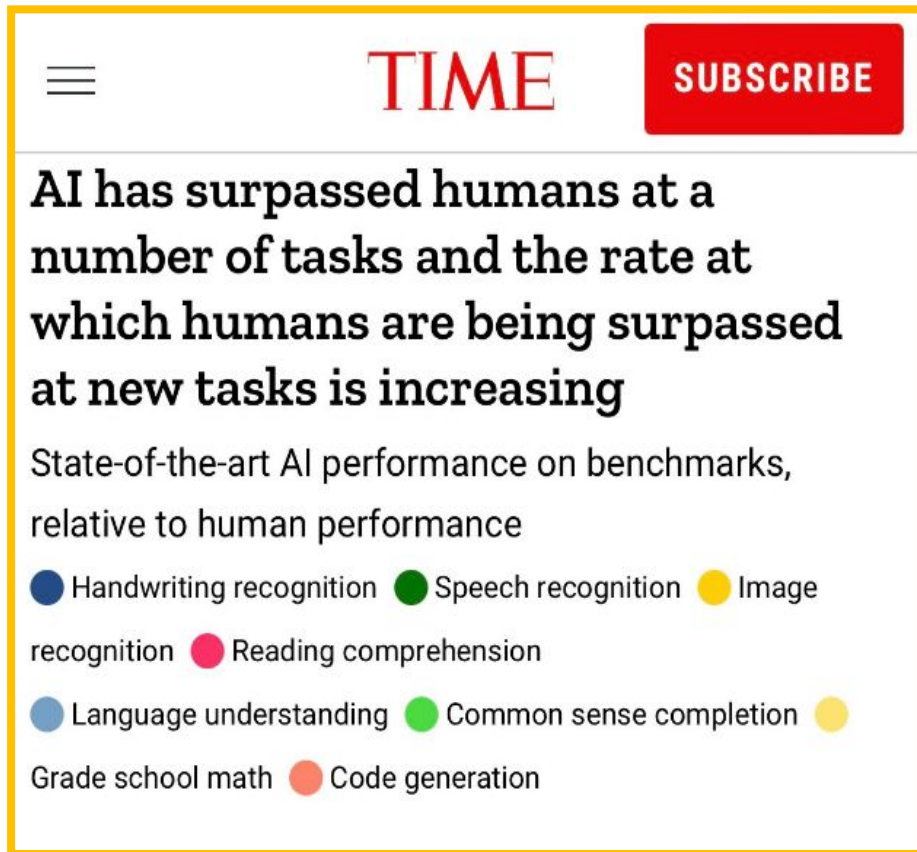 TIME
SUBSCRIBE
AI has surpassed humans at a
number of tasks and the rate at
which humans are being surpassed
at new tasks is increasing
State-of-the-art AI performance on benchmarks,
relative to human performance
Handwriting recognition Speech recognition Image
recognition Reading comprehension
Language understanding Common sense completion
Grade school math Code generation